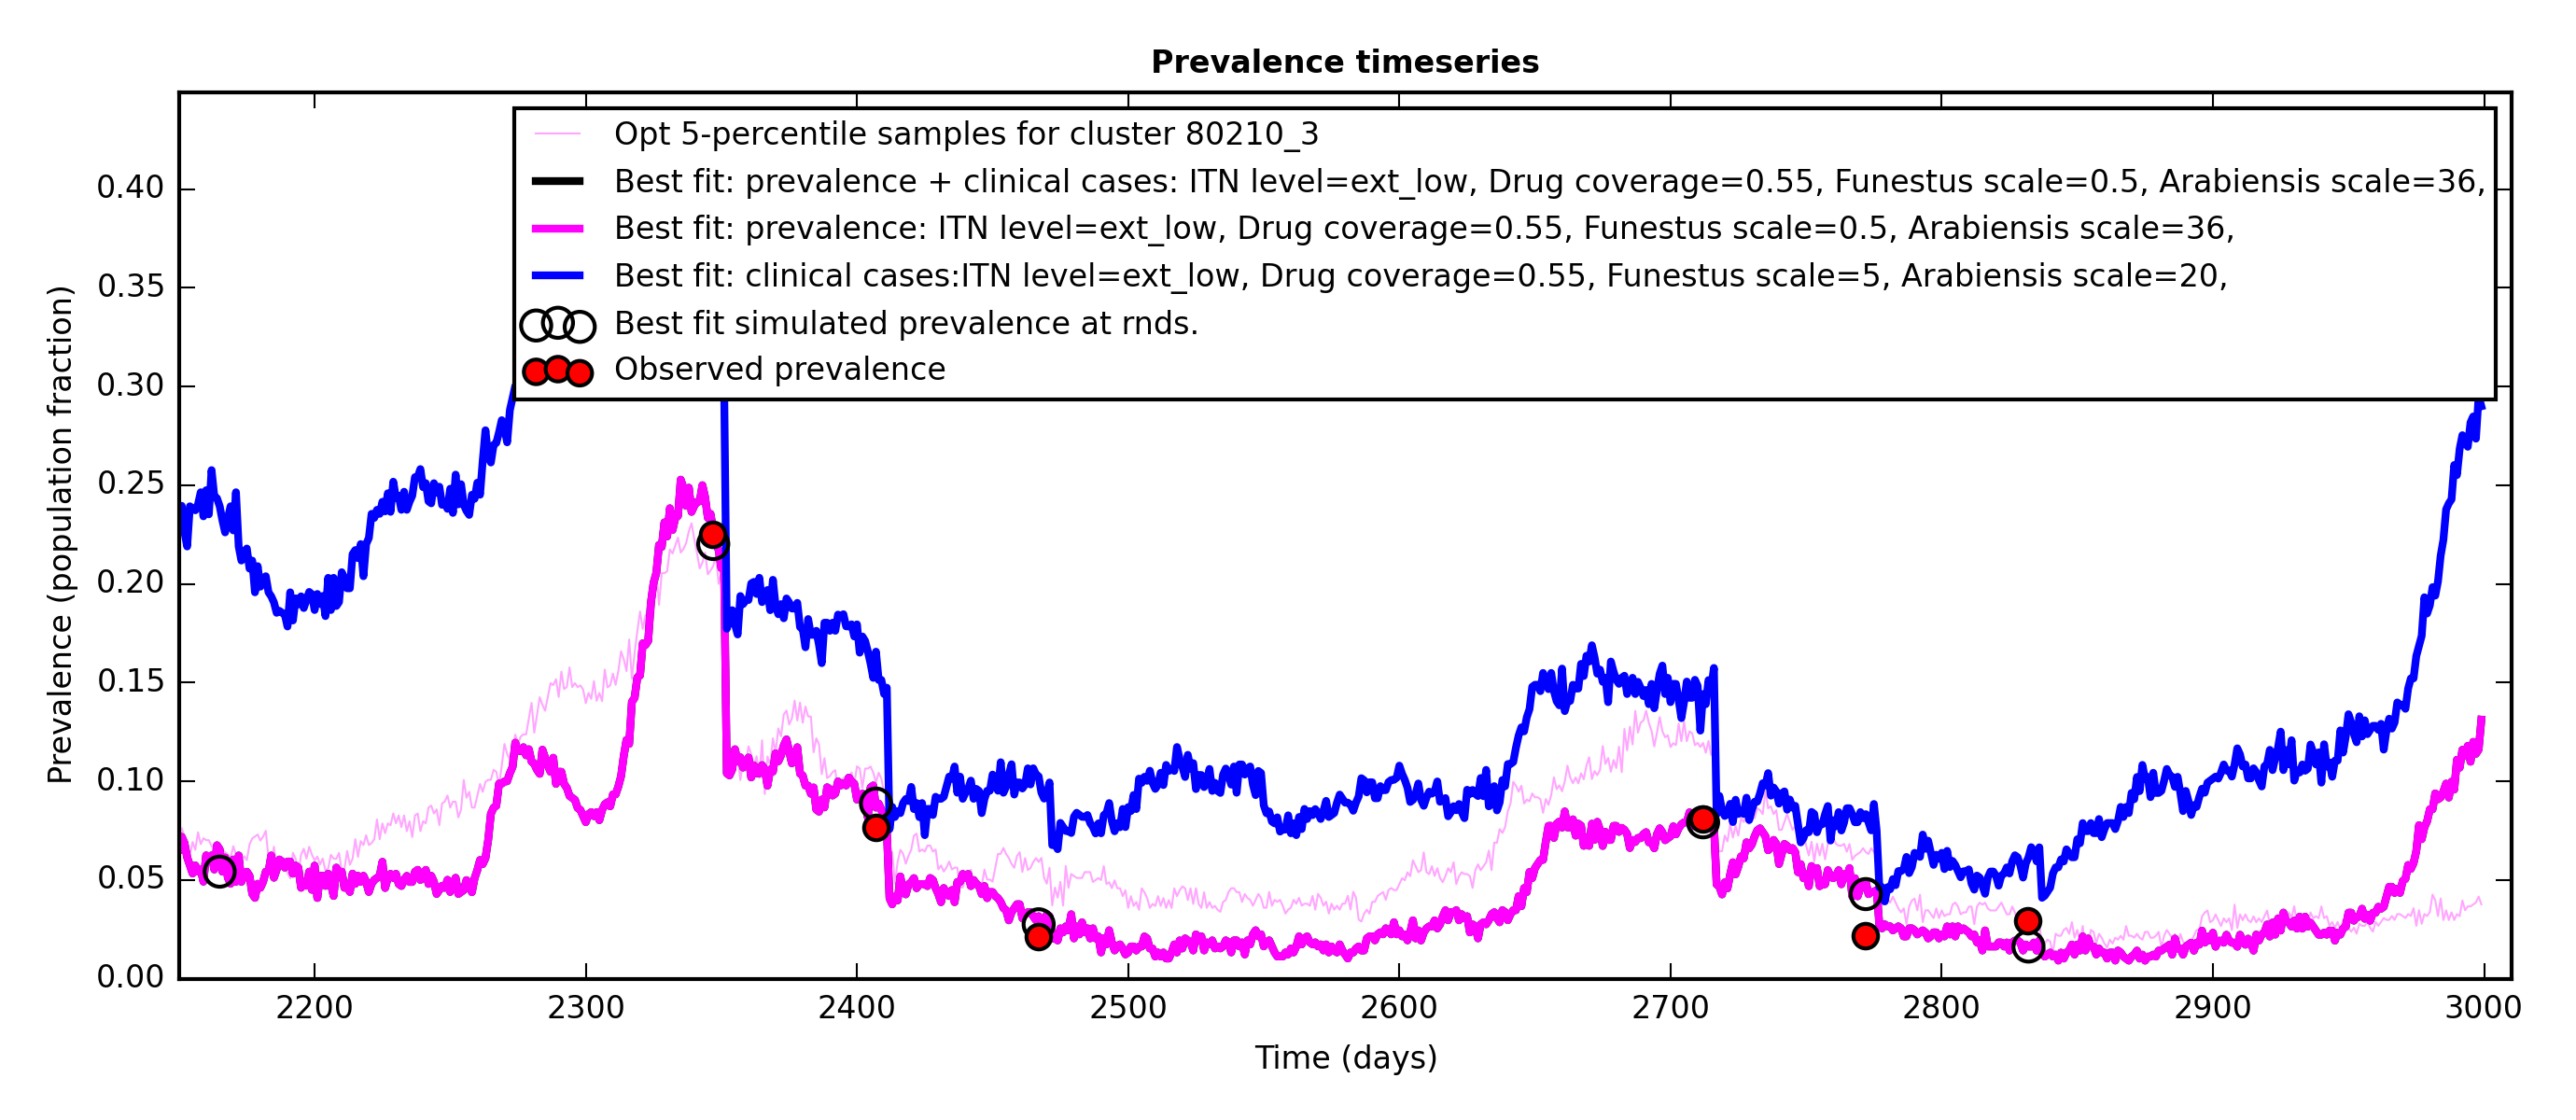 Prevalence timeseries
Opt 5-percentile samples for cluster 80210_3
Best fit: prevalence + clinical cases: ITN level=ext_low, Drug coverage=0.55, Funestus scale=0.5, Arabiensis scale=36,
Best fit: prevalence: ITN level=ext_low, Drug coverage=0.55, Funestus scale=0.5, Arabiensis scale=36,
Best fit: clinical cases:ITN level=ext_low, Drug coverage=0.55, Funestus scale=5, Arabiensis scale=20,
Best fit simulated prevalence at rnds.
Observed prevalence
Prevalence (population fraction)
0.40
0.35
0.30
0.25
0.20
0.15
0.10
0.05
0.00
2200 2300 2400 2500 2600 2700 2800 2900 3000
Time (days)